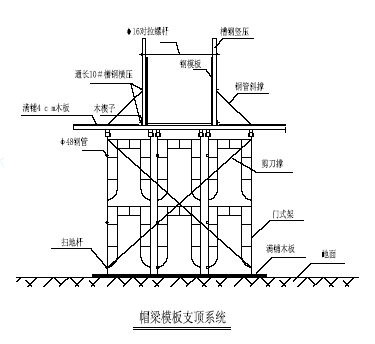 Φ16对拉螺杆
槽钢竖压
钢模板
通长10#槽钢横压
钢管斜撑
满铺4cm木板
木楔子
Φ48钢管
剪刀撑
门式架
扫地杆
满铺木板
地面
帽梁模板支顶系统